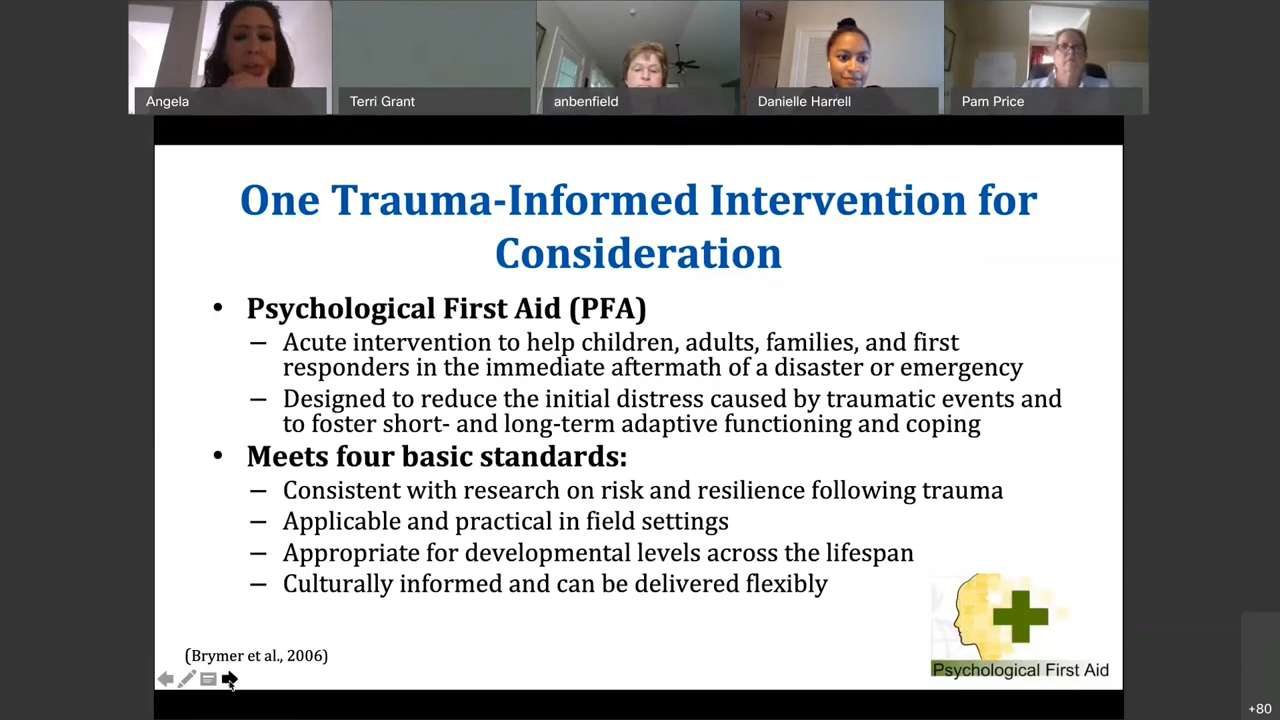 Angela
Terri Grant
anbenfield
Danielle Harrell
Pam Price
One Trauma-Informed Intervention for
Consideration
• Psychological First Aid (PFA)
– Acute intervention to help children, adults, families, and first
responders in the immediate aftermath of a disaster or emergency
– Designed to reduce the initial distress caused by traumatic events and
to foster short- and long-term adaptive functioning and coping
• Meets four basic standards:
– Consistent with research on risk and resilience following trauma
– Applicable and practical in field settings
– Appropriate for developmental levels across the lifespan
– Culturally informed and can be delivered flexibly
(Brymer et al., 2006)
Psychological First Aid
+80